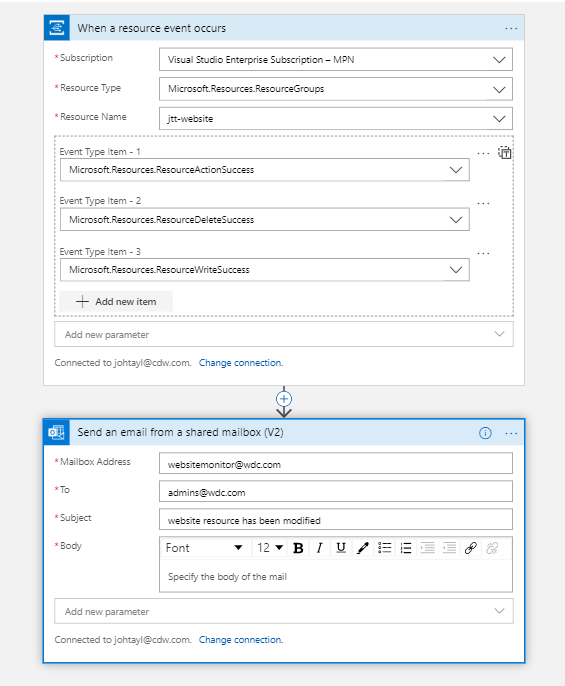 When a resource event occurs
* Subscription
Visual Studio Enterprise Subscription – MPN
* Resource Type
Microsoft.Resources.ResourceGroups
* Resource Name
jtt-website
Event Type Item - 1
Microsoft.Resources.ResourceActionSuccess
Event Type Item - 2
Microsoft.Resources.ResourceDeleteSuccess
Event Type Item - 3
Microsoft.Resources.ResourceWriteSuccess
Add new item
Add new parameter
Connected to johtayl@cdw.com. Change connection.
Send an email from a shared mailbox (V2)
* Mailbox Address
websitemonitor@wdc.com
* To
admins@wdc.com
* Subject
website resource has been modified
* Body
Font 12 B I U
Specify the body of the mail
Add new parameter
Connected to johtayl@cdw.com. Change connection.